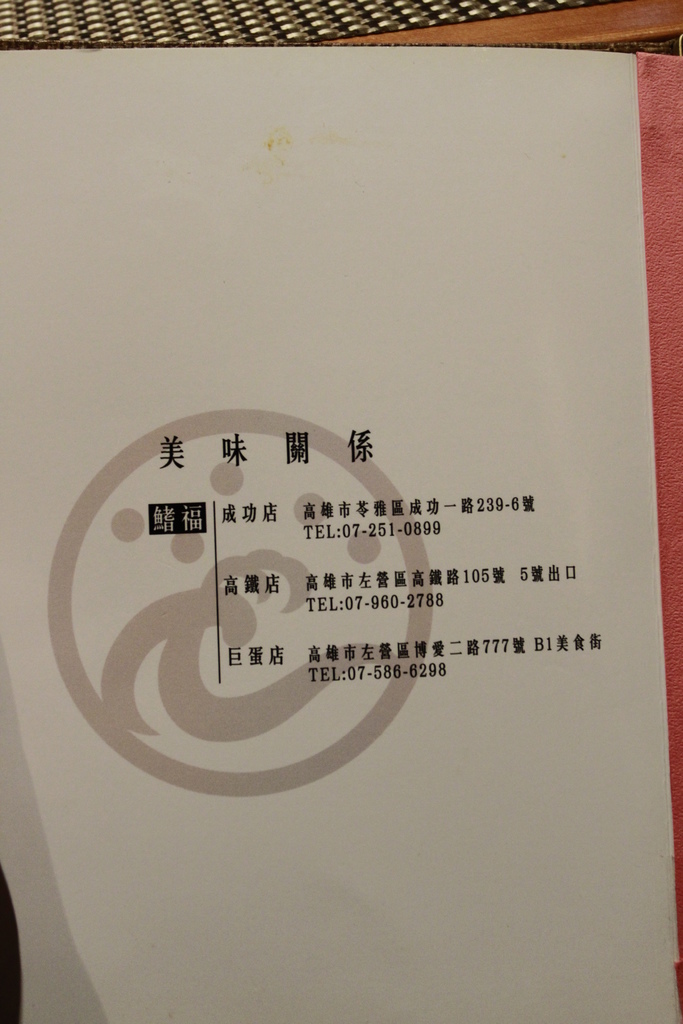 美味關係
鰭福
成功店 高雄市苓雅區成功一路239-6號
TEL:07-251-0899
高鐵店 高雄市左營區高鐵路105號 5號出口
TEL:07-960-2788
巨蛋店 高雄市左營區博愛二路777號 B1美食街
TEL:07-586-6298